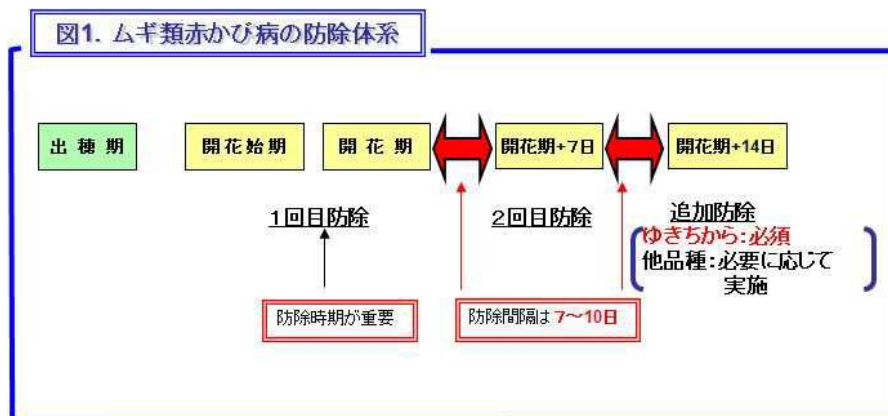 図1. ムギ類赤かび病の防除体系
出穂期
開花始期
開花期
開花期+7日
開花期+14日
1回目防除
2回目防除
追加防除
ゆきちから:必須
他品種:必要に応じて
実施
防除時期が重要
防除間隔は7~10日